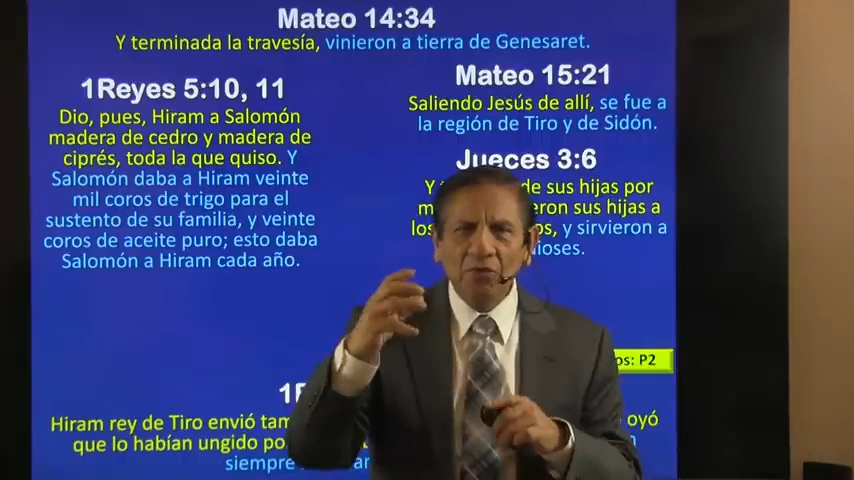 Mateo 14:34
Y terminada la travesía, vinieron a tierra de Genesaret.
1Reyes 5:10, 11
Dio, pues, Hiram a Salomón
madera de cedro y madera de
ciprés, toda la que quiso. Y
Salomón daba a Hiram veinte
mil coros de trigo para el
sustento de su familia, y veinte
coros de aceite puro; esto daba
Salomón a Hiram cada año.
Mateo 15:21
Saliendo Jesús de allí, se fue a
la región de Tiro y de Sidón.
Jueces 3:6
Y de sus hijas por
sus hijas a
y sirvieron a
P2
Hiram rey de Tiro envió
oyó
que lo habían ungido
siempre